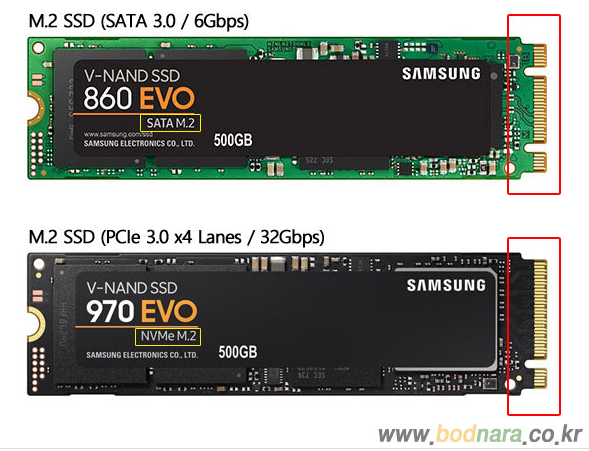 M.2 SSD (SATA 3.0 / 6Gbps)
SAMSUNG
V-NAND SSD
860 EVO
SATA M.2
www.samsung.com/ssd
SAMSUNG ELECTRONICS CO., LTD.
500GB
SEC 725
M.2 SSD (PCIe 3.0 x4 Lanes / 32Gbps)
SAMSUNG
V-NAND SSD
970 EVO
NVMe M.2
SAMSUNG ELECTRONICS CO., LTD.
500GB
www.bodnara.co.kr